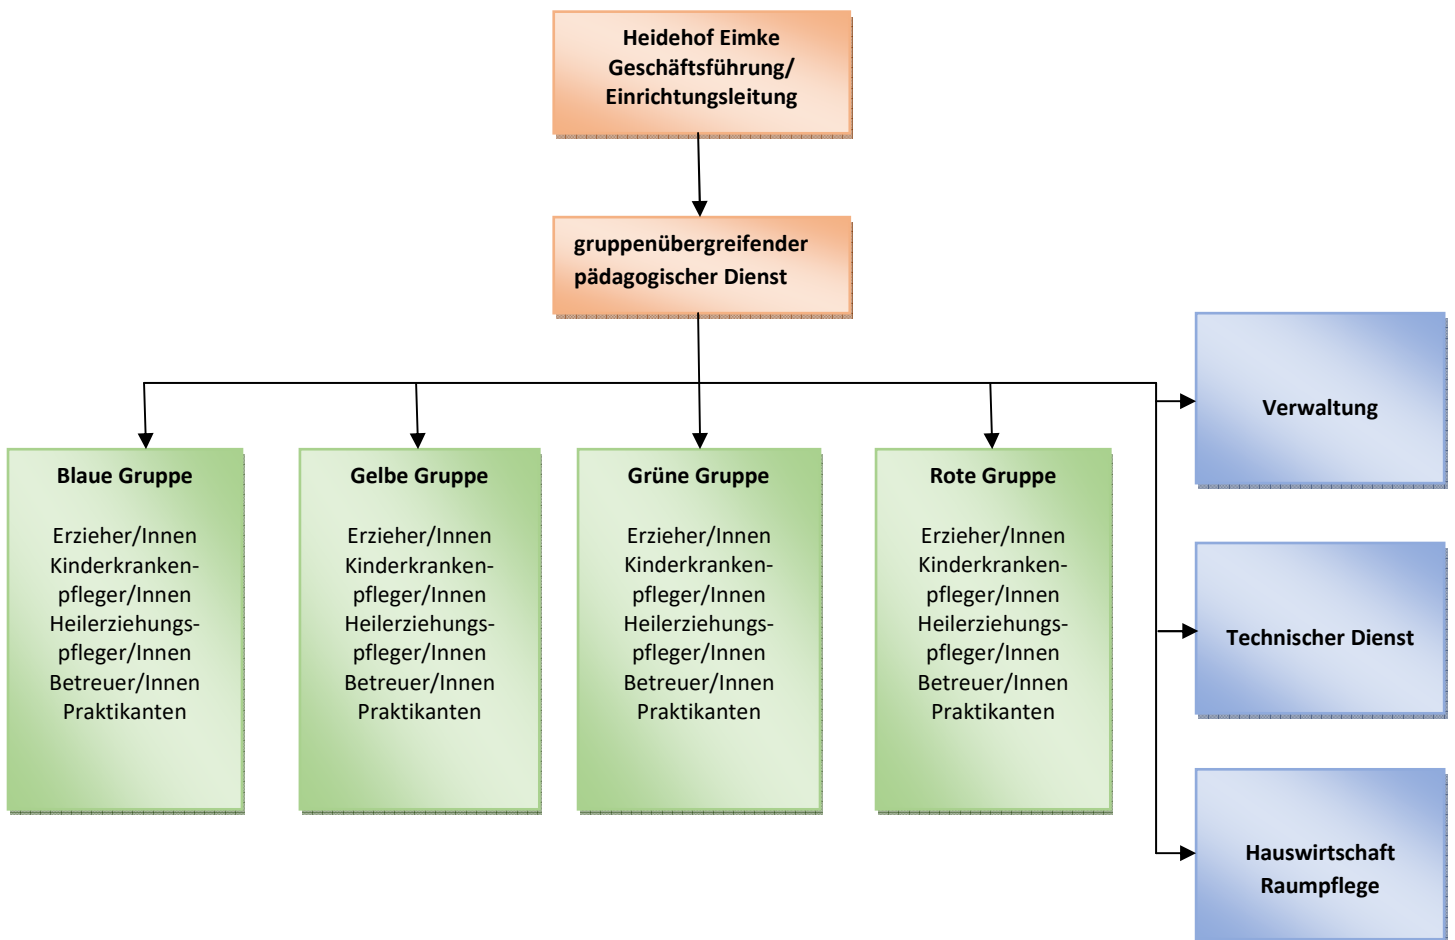 Heidehof Eimke
Geschäftsführung/
Einrichtungsleitung
gruppenübergreifender
pädagogischer Dienst
Blaue Gruppe
Erzieher/Innen
Kinderkranken-
pfleger/Innen
Heilerziehungs-
pfleger/Innen
Betreuer/Innen
Praktikanten
Gelbe Gruppe
Erzieher/Innen
Kinderkranken-
pfleger/Innen
Heilerziehungs-
pfleger/Innen
Betreuer/Innen
Praktikanten
Grüne Gruppe
Erzieher/Innen
Kinderkranken-
pfleger/Innen
Heilerziehungs-
pfleger/Innen
Betreuer/Innen
Praktikanten
Rote Gruppe
Erzieher/Innen
Kinderkranken-
pfleger/Innen
Heilerziehungs-
pfleger/Innen
Betreuer/Innen
Praktikanten
Verwaltung
Technischer Dienst
Hauswirtschaft
Raumpflege